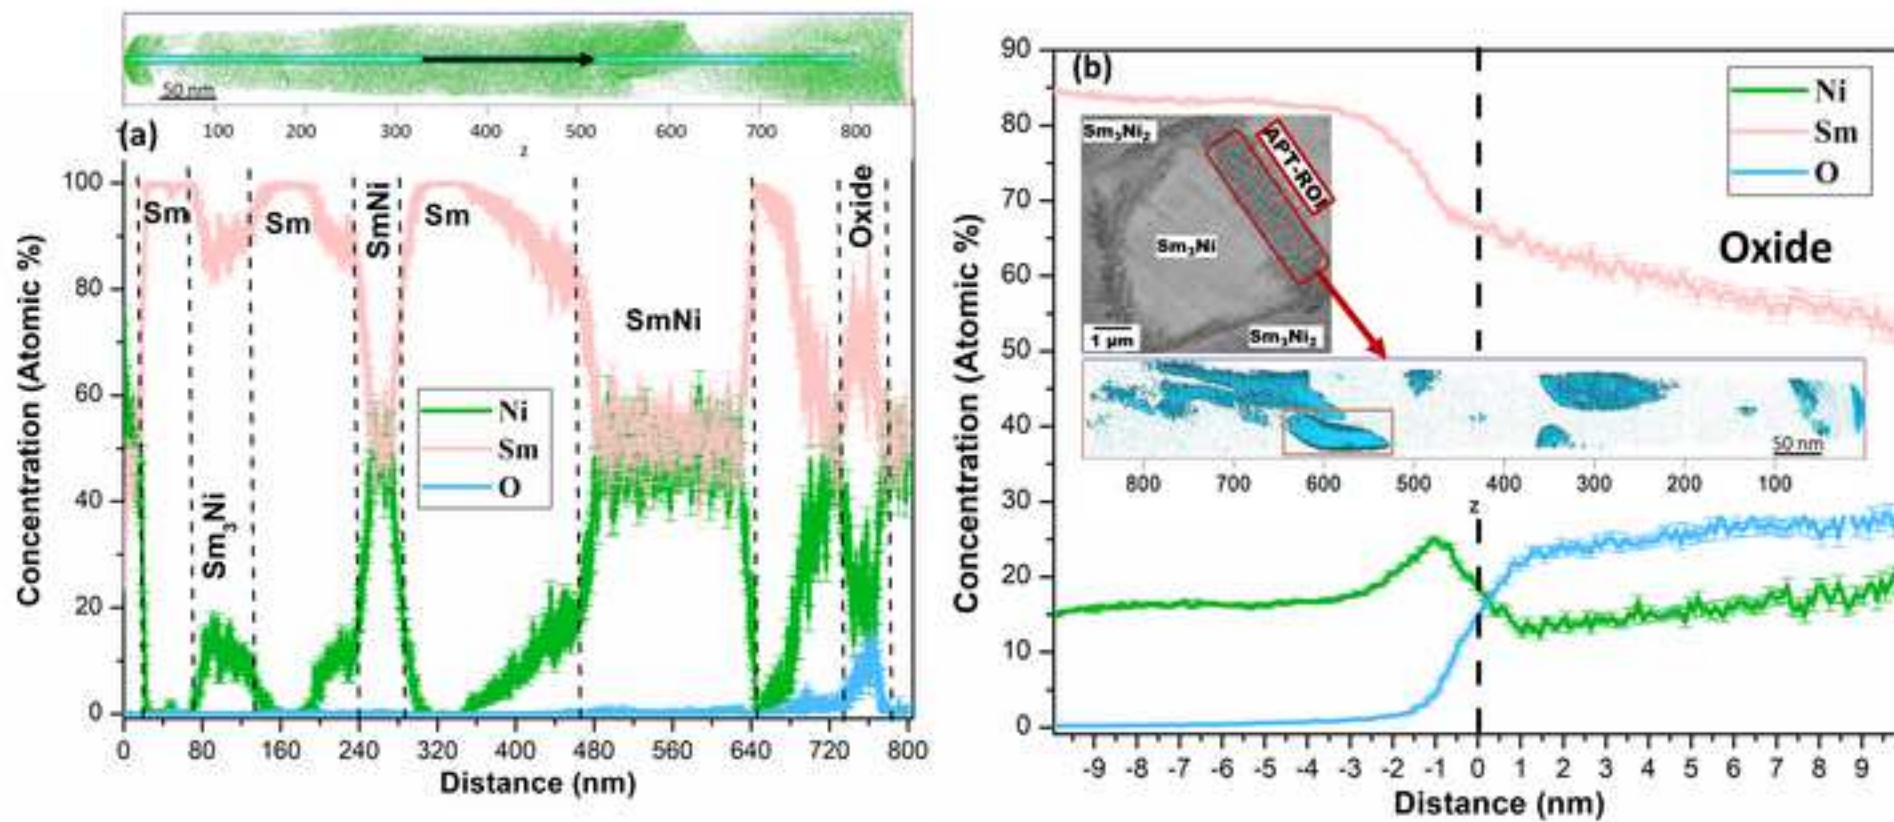 50 nm
(a)
100 200 300 400 500 600 700 800
z
Concentration (Atomic %)
100
80
60
40
20
0
Sm
Sm₃Ni
Sm
SmNi
Sm
SmNi
Oxide
Ni
Sm
O
0 80 160 240 320 400 480 560 640 720 800
Distance (nm)
(b)
Concentration (Atomic %)
90
80
70
60
50
40
30
20
10
0
Ni
Sm
O
Oxide
Sm₃Ni₂
APT-ROI
Sm₃Ni
1 μm
Sm₃Ni₂
50 nm
800 700 600 500 400 300 200 100
z
-9 -8 -7 -6 -5 -4 -3 -2 -1 0 1 2 3 4 5 6 7 8 9
Distance (nm)